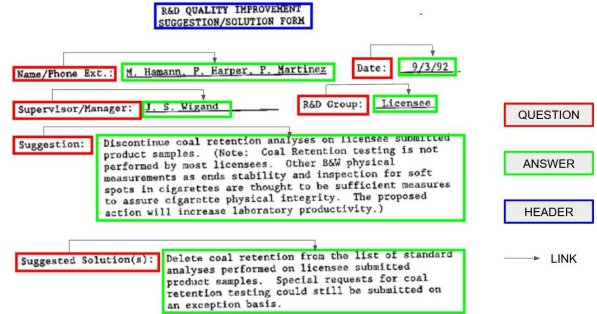 R&D QUALITY IMPROVEMENT
SUGGESTION/SOLUTION FORM
Name/Phone Ext.: M. Hamann, P. Harper, P. Martinez Date: 9/3/92
Supervisor/Manager: J. S. Wigand R&D Group: Licensee
Suggestion: Discontinue coal retention analyses on licensee submitted
product samples. (Note: Coal Retention testing is not
performed by most licensees. Other B&W physical
measurements as ends stability and inspection for soft
spots in cigarettes are thought to be sufficient measures
to assure cigarette physical integrity. The proposed
action will increase laboratory productivity.)
Suggested Solution(s): Delete coal retention from the list of standard
analyses performed on licensee submitted
product samples. Special requests for coal
retention testing could still be submitted on
an exception basis.
QUESTION
ANSWER
HEADER
LINK